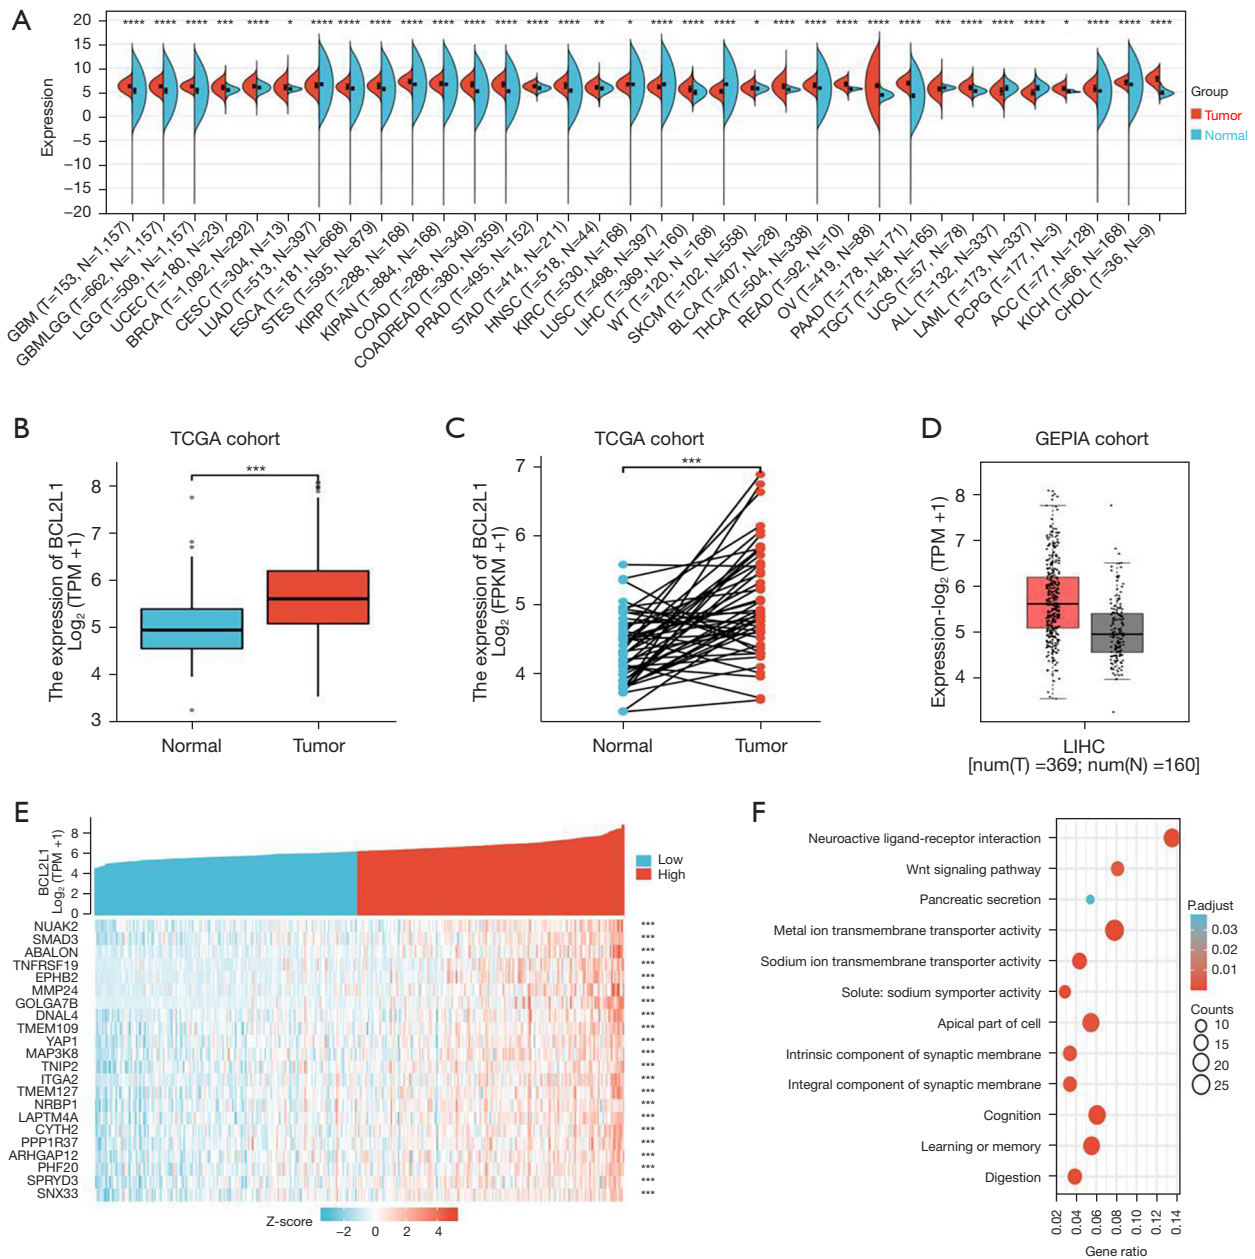 A
20
15
10
5
0
−5
−10
−15
−20
Expression
**** **** **** *** **** * **** **** **** **** **** **** **** **** **** ** * **** **** **** * **** **** **** **** **** *** **** **** **** * **** **** ****
Group
Tumor
Normal
GBM (T=153, N=1,157)
GBMLGG (T=662, N=1,157)
LGG (T=509, N=1,157)
UCEC (T=180, N=23)
BRCA (T=1,092, N=292)
CESC (T=304, N=13)
LUAD (T=513, N=397)
ESCA (T=181, N=668)
STES (T=595, N=879)
KIRP (T=288, N=168)
KIPAN (T=884, N=168)
COAD (T=288, N=349)
COADREAD (T=380, N=359)
PRAD (T=495, N=152)
STAD (T=414, N=211)
HNSC (T=518, N=44)
KIRC (T=530, N=168)
LUSC (T=498, N=397)
LIHC (T=369, N=160)
WT (T=120, N =168)
SKCM (T=102, N=558)
BLCA (T=407, N=28)
THCA (T=504, N=338)
READ (T=92, N=10)
OV (T=419, N=88)
PAAD (T=178, N=171)
TGCT (T=148, N=165)
UCS (T=57, N=78)
ALL (T=132, N=337)
LAML (T=173, N=337)
PCPG (T=177, N=3)
ACC (T=77, N=128)
KICH (T=66, N=168)
CHOL (T=36, N=9)
B
TCGA cohort
The expression of BCL2L1
Log₂ (TPM +1)
***
8
7
6
5
4
3
Normal
Tumor
C
TCGA cohort
The expression of BCL2L1
Log₂ (FPKM +1)
***
7
6
5
4
Normal
Tumor
D
GEPIA cohort
Expression-log₂ (TPM +1)
8
7
6
5
4
LIHC
[num(T) =369; num(N) =160]
E
BCL2L1
Log₂ (TPM +1)
8
6
4
2
0
Low
High
NUAK2 ***
SMAD3 ***
ABALON ***
TNFRSF19 ***
EPHB2 ***
MMP24 ***
GOLGA7B ***
DNAL4 ***
TMEM109 ***
YAP1 ***
MAP3K8 ***
TNIP2 ***
ITGA2 ***
TMEM127 ***
NRBP1 ***
LAPTM4A ***
CYTH2 ***
PPP1R37 ***
ARHGAP12 ***
PHF20 ***
SPRYD3 ***
SNX33 ***
Z-score
−2 0 2 4
F
Neuroactive ligand-receptor interaction
Wnt signaling pathway
Pancreatic secretion
Metal ion transmembrane transporter activity
Sodium ion transmembrane transporter activity
Solute: sodium symporter activity
Apical part of cell
Intrinsic component of synaptic membrane
Integral component of synaptic membrane
Cognition
Learning or memory
Digestion
0.02 0.04 0.06 0.10 0.12 0.14
Gene ratio
P.adjust
0.03
0.02
0.01
Counts
10
15
20
25